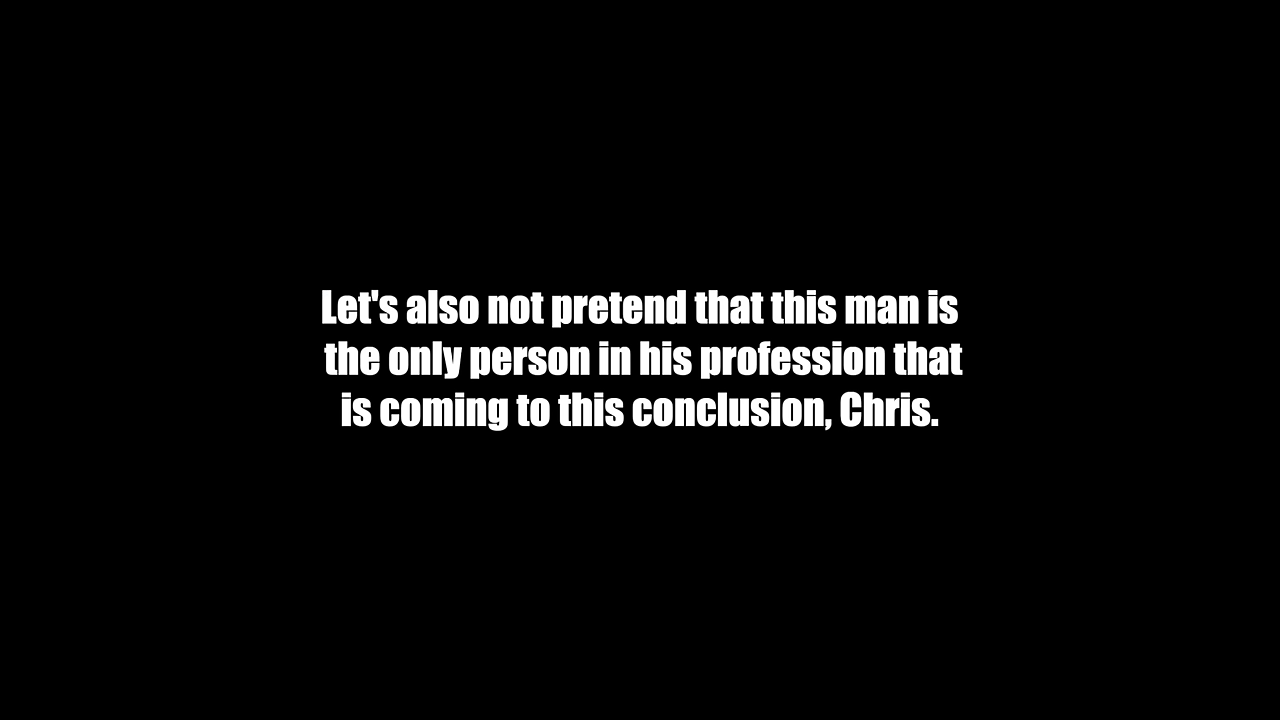 Let's also not pretend that this man is
the only person in his profession that
is coming to this conclusion, Chris.